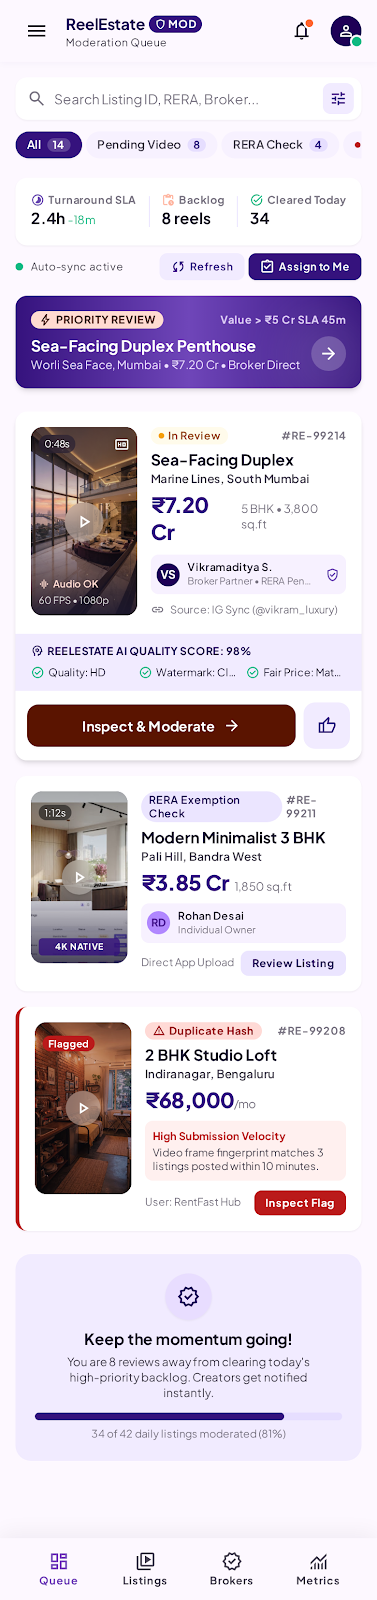 ReelEstate MOD
Moderation Queue
Search Listing ID, RERA, Broker...
All 14 Pending Video 8 RERA Check 4
Turnaround SLA Backlog Cleared Today
2.4h -18m 8 reels 34
Auto-sync active Refresh Assign to Me
PRIORITY REVIEW Value > ₹5 Cr SLA 45m
Sea-Facing Duplex Penthouse
Worli Sea Face, Mumbai • ₹7.20 Cr • Broker Direct
0:48s HD
Audio OK
60 FPS • 1080p
In Review #RE-99214
Sea-Facing Duplex
Marine Lines, South Mumbai
₹7.20
Cr
5 BHK • 3,800
sq.ft
VS Vikramaditya S.
Broker Partner • RERA Pen...
Source: IG Sync (@vikram_luxury)
REELESTATE AI QUALITY SCORE: 98%
Quality: HD Watermark: Cl... Fair Price: Mat...
Inspect & Moderate
1:12s
4K NATIVE
RERA Exemption
Check
#RE-
99211
Modern Minimalist 3 BHK
Pali Hill, Bandra West
₹3.85 Cr 1,850 sq.ft
RD Rohan Desai
Individual Owner
Direct App Upload Review Listing
Flagged
Duplicate Hash #RE-99208
2 BHK Studio Loft
Indiranagar, Bengaluru
₹68,000/mo
High Submission Velocity
Video frame fingerprint matches 3
listings posted within 10 minutes.
User: RentFast Hub Inspect Flag
Keep the momentum going!
You are 8 reviews away from clearing today's
high-priority backlog. Creators get notified
instantly.
34 of 42 daily listings moderated (81%)
Queue Listings Brokers Metrics